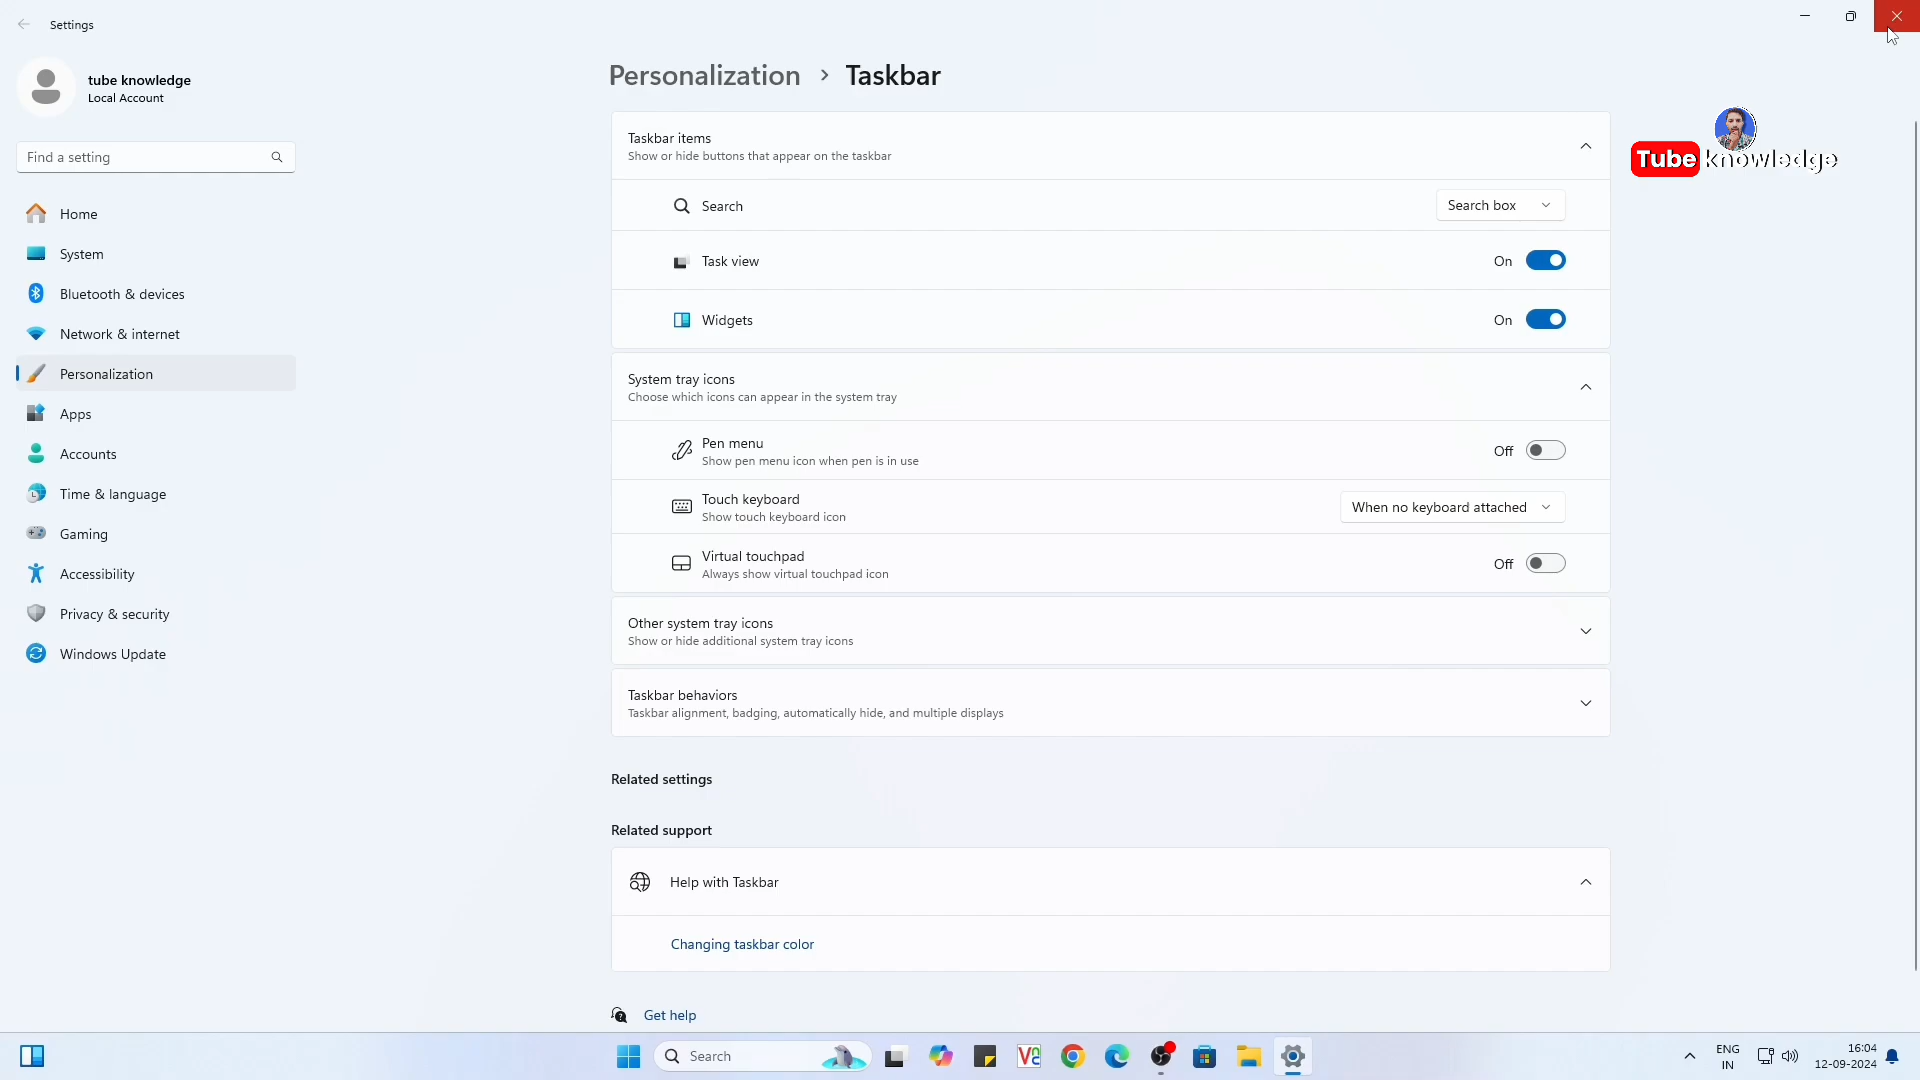 Settings
tube knowledge
Local Account
Find a setting
Home
System
Bluetooth & devices
Network & internet
Personalization
Apps
Accounts
Time & language
Gaming
Accessibility
Privacy & security
Windows Update
Personalization > Taskbar
Taskbar items
Show or hide buttons that appear on the taskbar
Search
Search box
Task view
On
Widgets
On
System tray icons
Choose which icons can appear in the system tray
Pen menu
Show pen menu icon when pen is in use
Off
Touch keyboard
Show touch keyboard icon
When no keyboard attached
Virtual touchpad
Always show virtual touchpad icon
Off
Other system tray icons
Show or hide additional system tray icons
Taskbar behaviors
Taskbar alignment, badging, automatically hide, and multiple displays
Related settings
Related support
Help with Taskbar
Changing taskbar color
Get help
Tube knowledge
Search
VC
ENG
IN
16:04
12-09-2024